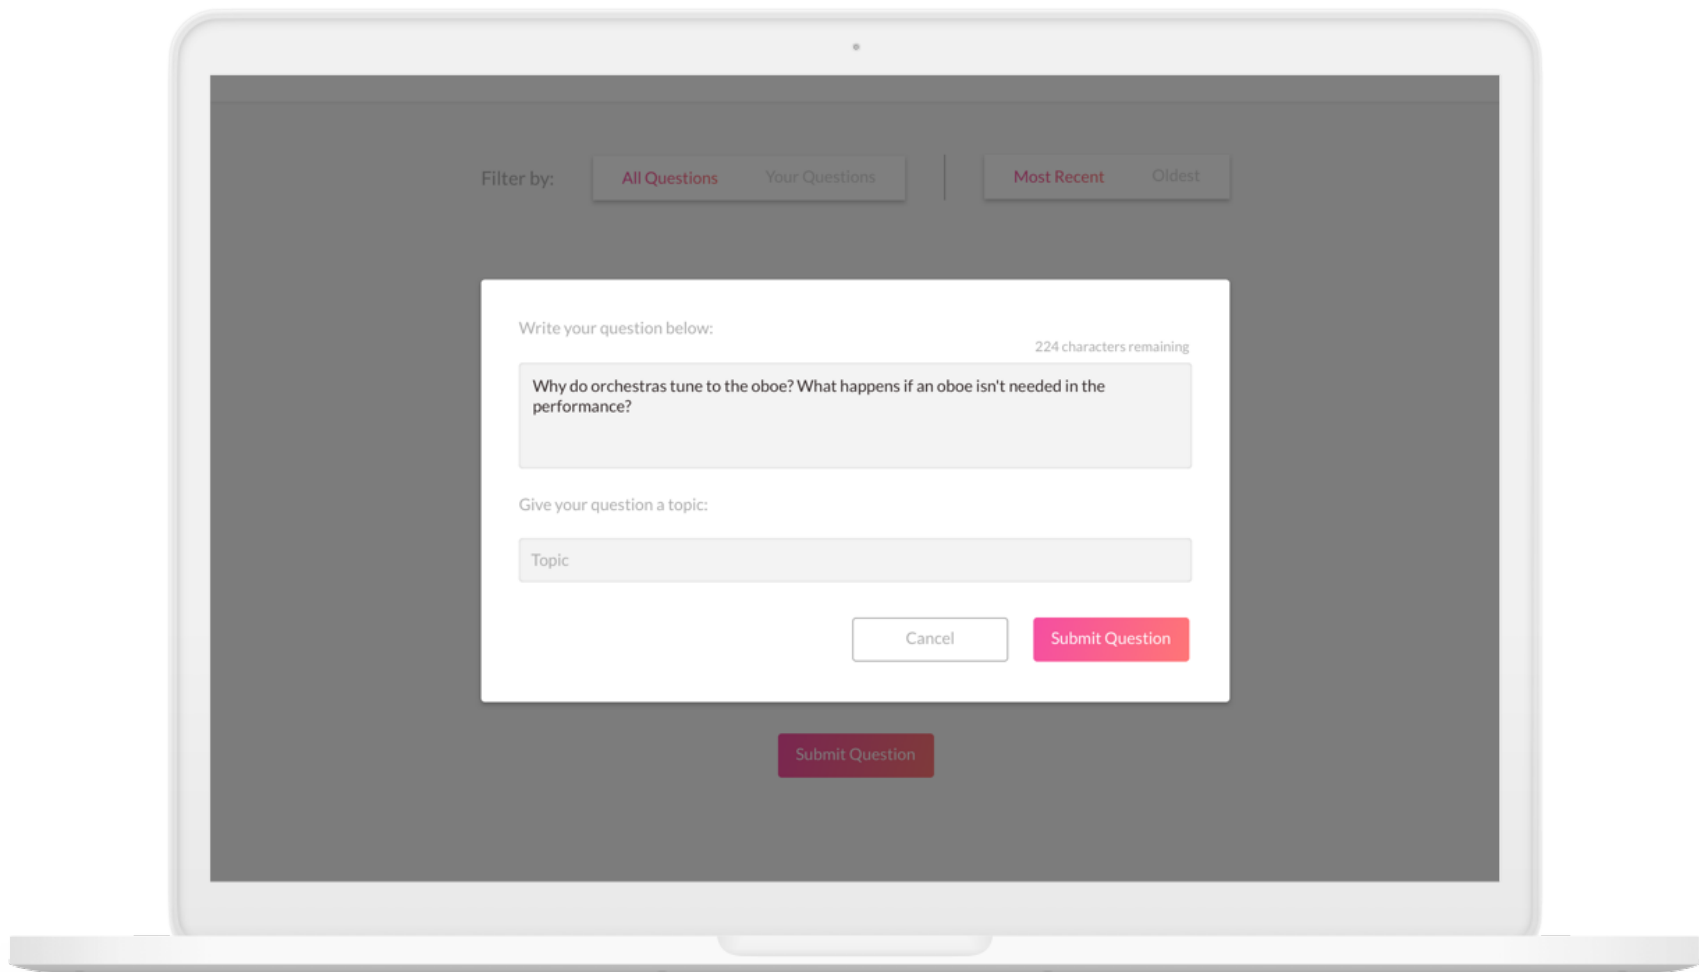 Filter by:
All Questions
Your Questions
Most Recent
Oldest
Write your question below:
224 characters remaining
Why do orchestras tune to the oboe? What happens if an oboe isn't needed in the
performance?
Give your question a topic:
Topic
Cancel
Submit Question
Submit Question